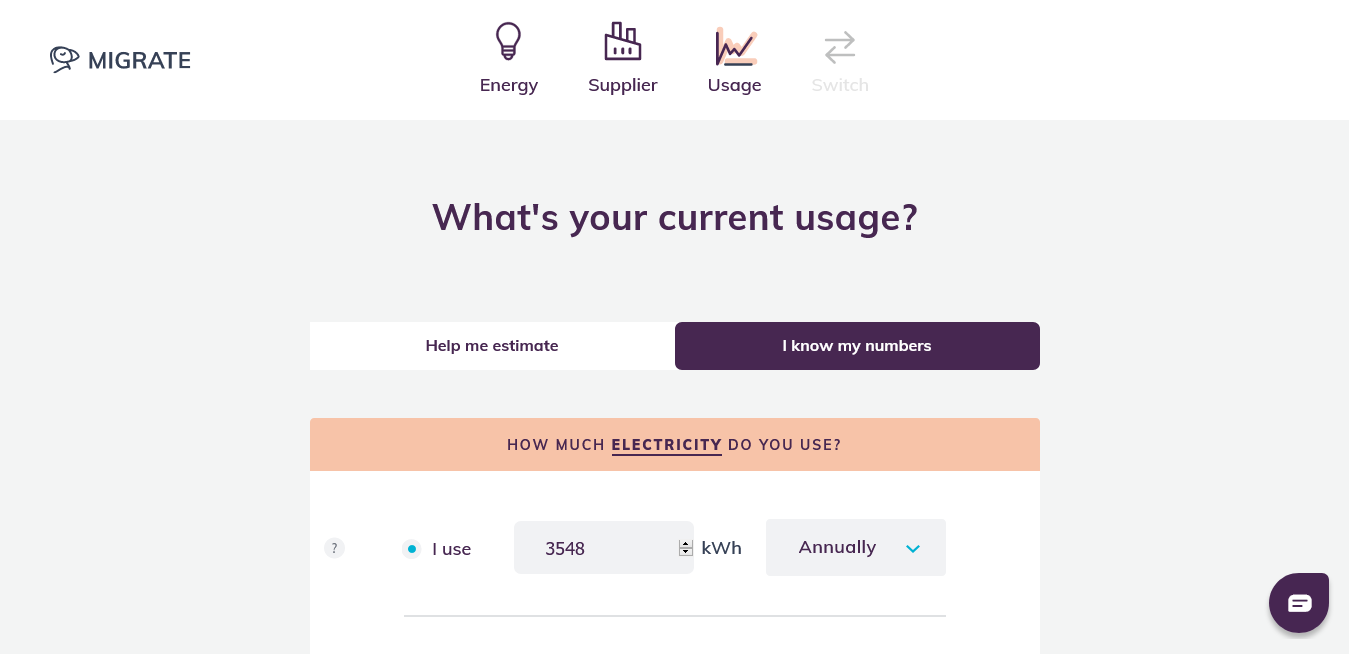 MIGRATE
Energy
Supplier
Usage
Switch
What's your current usage?
Help me estimate
I know my numbers
HOW MUCH ELECTRICITY DO YOU USE?
?
I use
3548
kWh
Annually